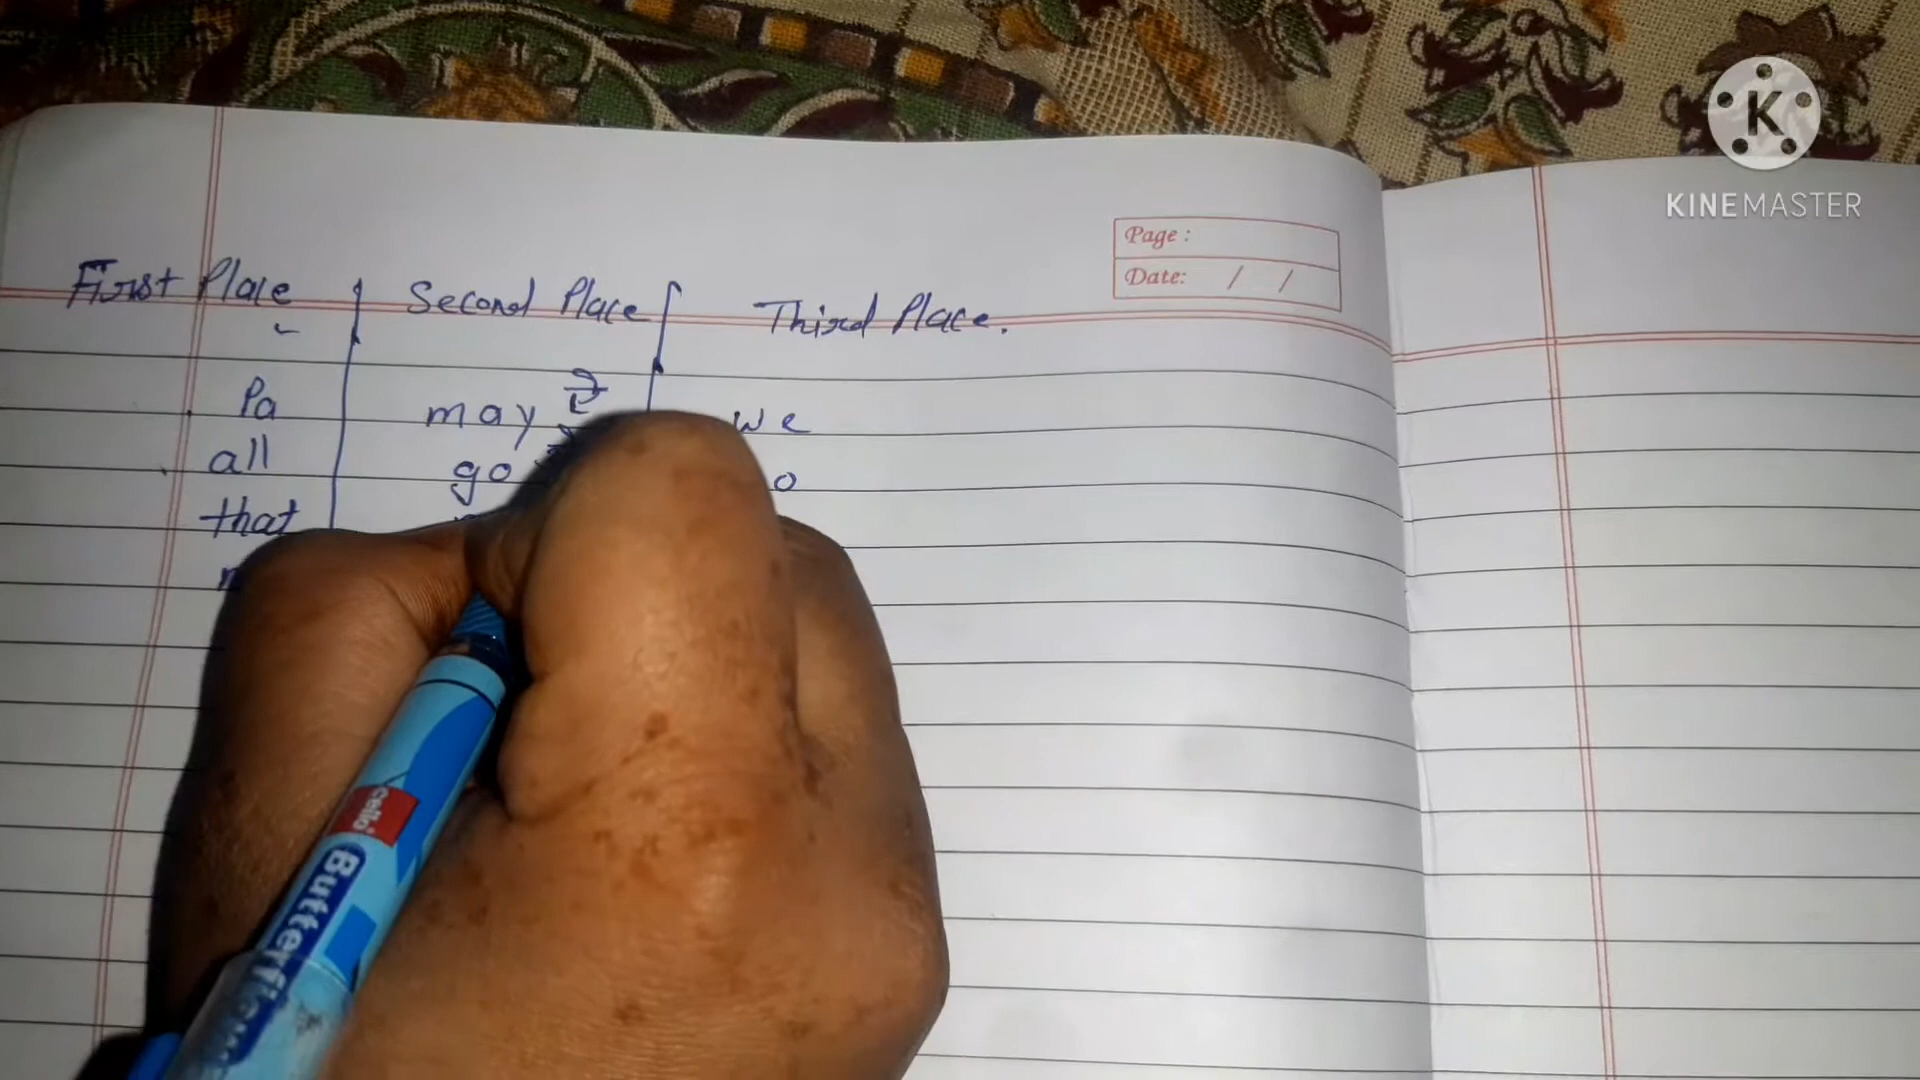 K
KINEMASTER
Page :
Date: / /
First Place Second Place Third Place.
Pa may we
all go
that
cello
Butterflow